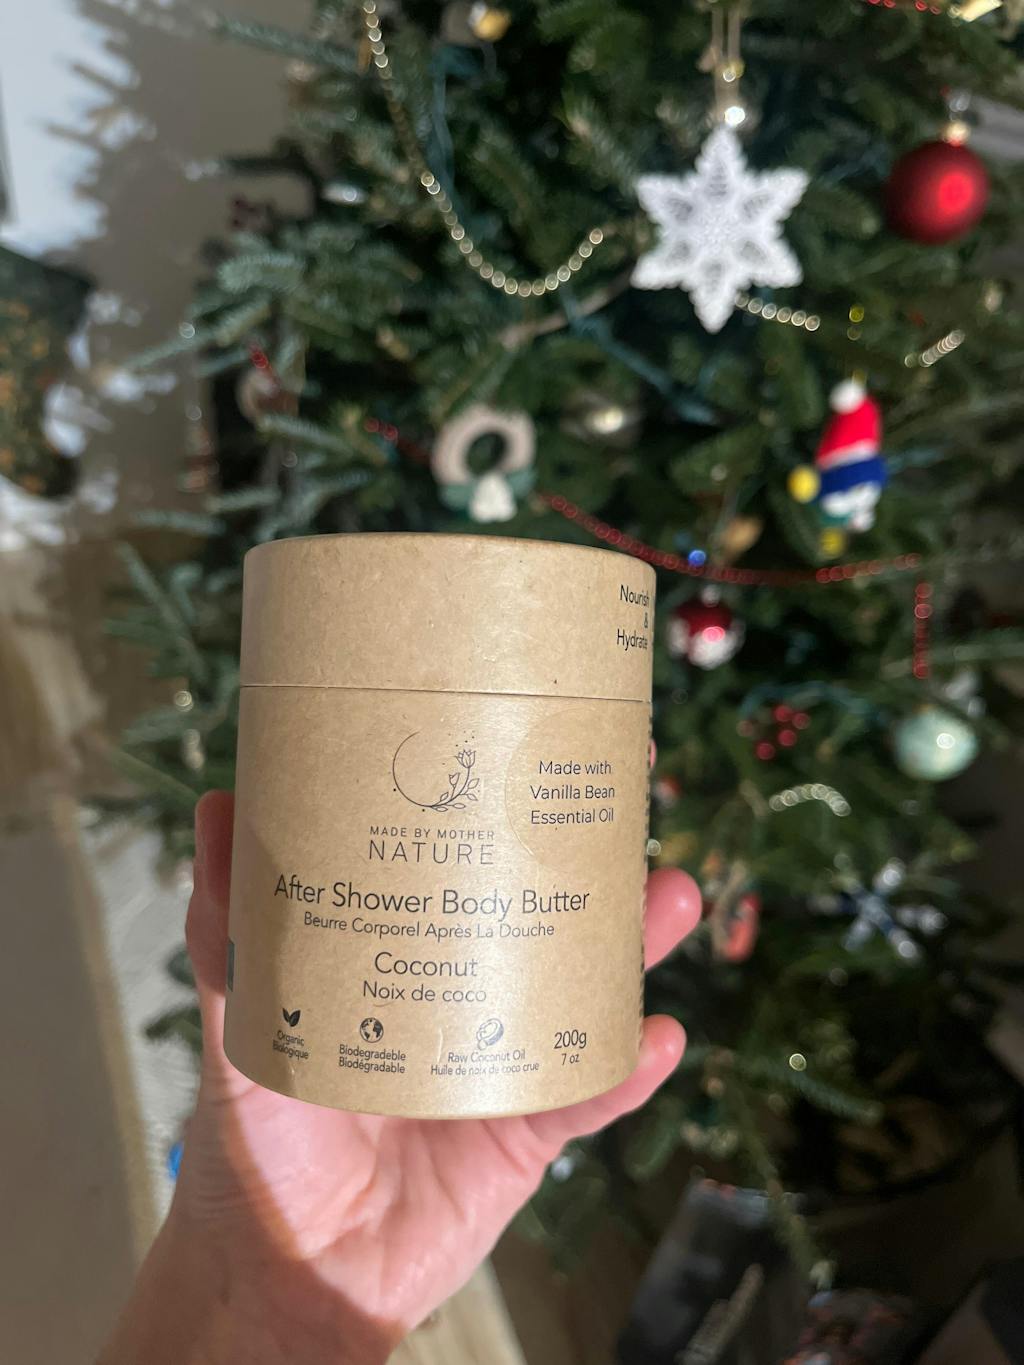 Nourish
&
Hydrate
Made with
Vanilla Bean
Essential Oil
MADE BY MOTHER
NATURE
After Shower Body Butter
Beurre Corporel Après La Douche
Coconut
Noix de coco
Organic
Biologique
Biodegradeble
Biodégradable
Raw Coconut Oil
Huile de noix de coco crue
200g
7 oz